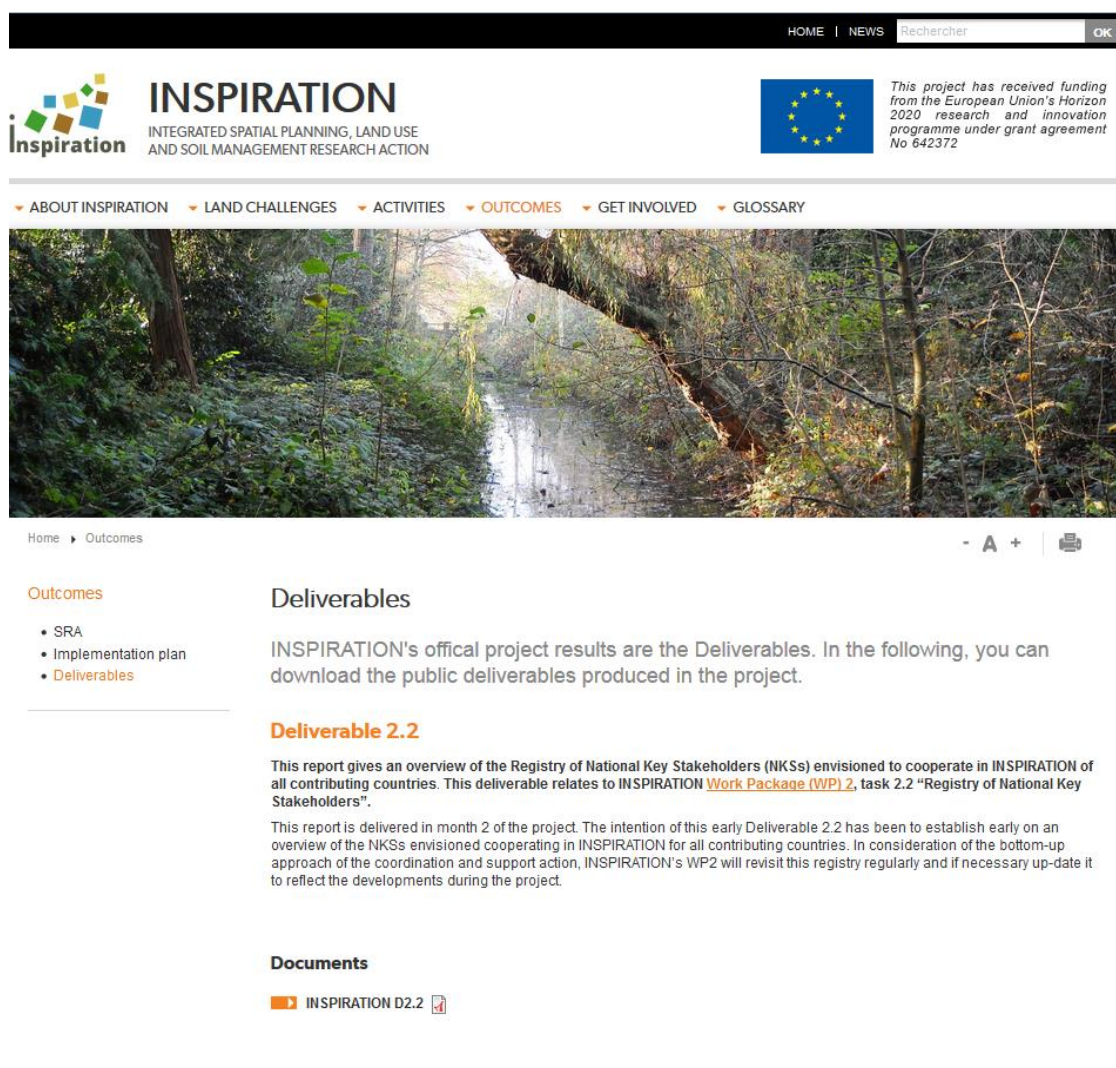 HOME | NEWS Rechercher OK
Inspiration
INSPIRATION
INTEGRATED SPATIAL PLANNING, LAND USE
AND SOIL MANAGEMENT RESEARCH ACTION
This project has received funding
from the European Union's Horizon
2020 research and innovation
programme under grant agreement
No 642372
ABOUT INSPIRATION LAND CHALLENGES ACTIVITIES OUTCOMES GET INVOLVED GLOSSARY
Home Outcomes
- A +
Outcomes
• SRA
• Implementation plan
• Deliverables
Deliverables
INSPIRATION's offical project results are the Deliverables. In the following, you can
download the public deliverables produced in the project.
Deliverable 2.2
This report gives an overview of the Registry of National Key Stakeholders (NKSs) envisioned to cooperate in INSPIRATION of
all contributing countries. This deliverable relates to INSPIRATION Work Package (WP) 2, task 2.2 “Registry of National Key
Stakeholders”.
This report is delivered in month 2 of the project. The intention of this early Deliverable 2.2 has been to establish early on an
overview of the NKSs envisioned cooperating in INSPIRATION for all contributing countries. In consideration of the bottom-up
approach of the coordination and support action, INSPIRATION’s WP2 will revisit this registry regularly and if necessary up-date it
to reflect the developments during the project.
Documents
INSPIRATION D2.2